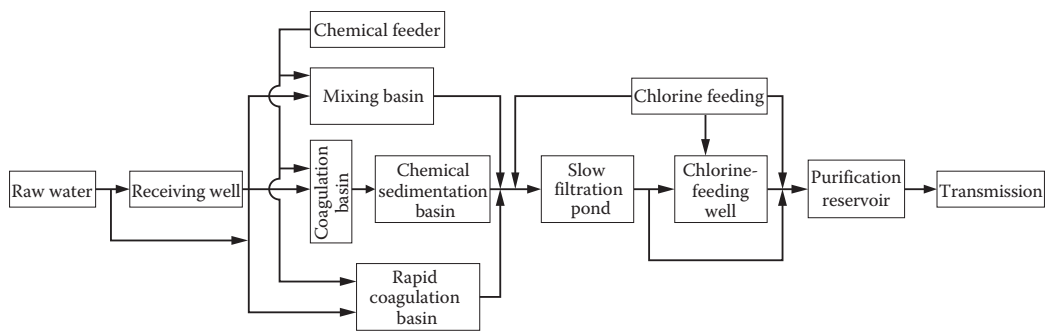 Chemical feeder
Mixing basin
Chlorine feeding
Raw water
Receiving well
Coagulation
basin
Chemical
sedimentation
basin
Slow
filtration
pond
Chlorine-
feeding
well
Purification
reservoir
Transmission
Rapid
coagulation
basin